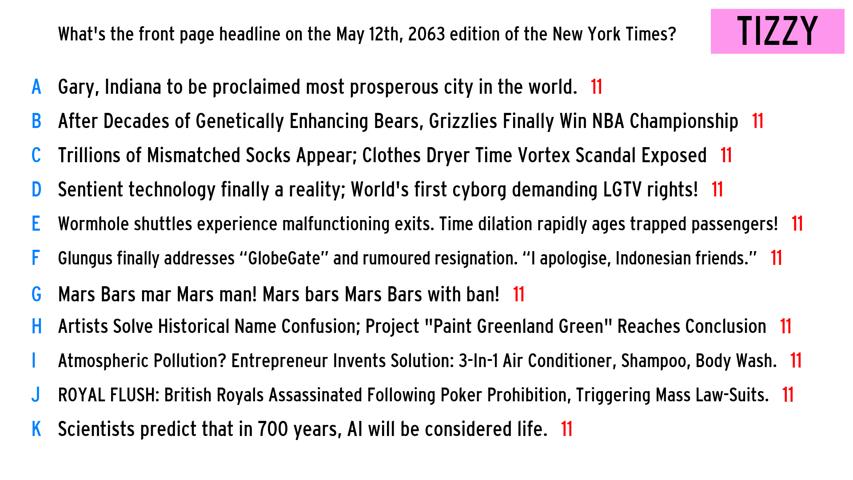 What's the front page headline on the May 12th, 2063 edition of the New York Times?
TIZZY
A Gary, Indiana to be proclaimed most prosperous city in the world. 11
B After Decades of Genetically Enhancing Bears, Grizzlies Finally Win NBA Championship 11
C Trillions of Mismatched Socks Appear; Clothes Dryer Time Vortex Scandal Exposed 11
D Sentient technology finally a reality; World's first cyborg demanding LGTV rights! 11
E Wormhole shuttles experience malfunctioning exits. Time dilation rapidly ages trapped passengers! 11
F Glungus finally addresses “GlobeGate” and rumoured resignation. “I apologise, Indonesian friends.” 11
G Mars Bars mar Mars man! Mars bars Mars Bars with ban! 11
H Artists Solve Historical Name Confusion; Project "Paint Greenland Green" Reaches Conclusion 11
I Atmospheric Pollution? Entrepreneur Invents Solution: 3-In-1 Air Conditioner, Shampoo, Body Wash. 11
J ROYAL FLUSH: British Royals Assassinated Following Poker Prohibition, Triggering Mass Law-Suits. 11
K Scientists predict that in 700 years, AI will be considered life. 11